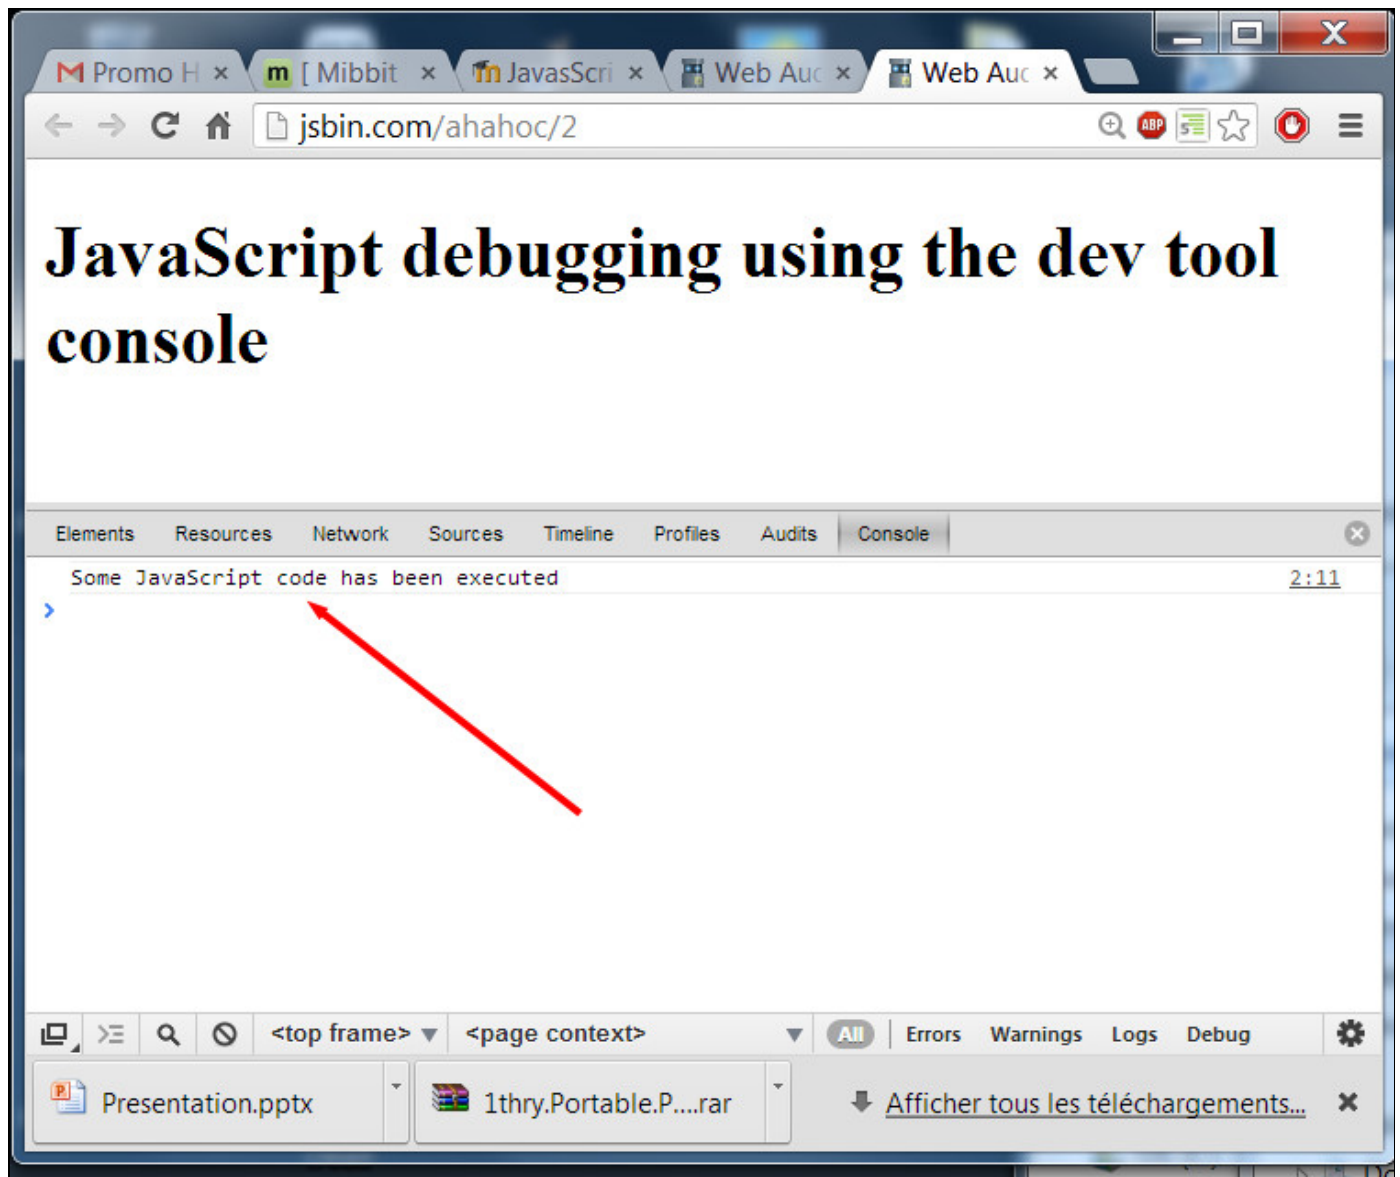 Promo H
m [ Mibbit
JavasScri
Web Auc
Web Auc
jsbin.com/ahahoc/2
ABP
JavaScript debugging using the dev tool
console
Elements Resources Network Sources Timeline Profiles Audits Console
Some JavaScript code has been executed 2:11
<top frame> <page context> All Errors Warnings Logs Debug
Presentation.pptx 1thry.Portable.P....rar Afficher tous les téléchargements...